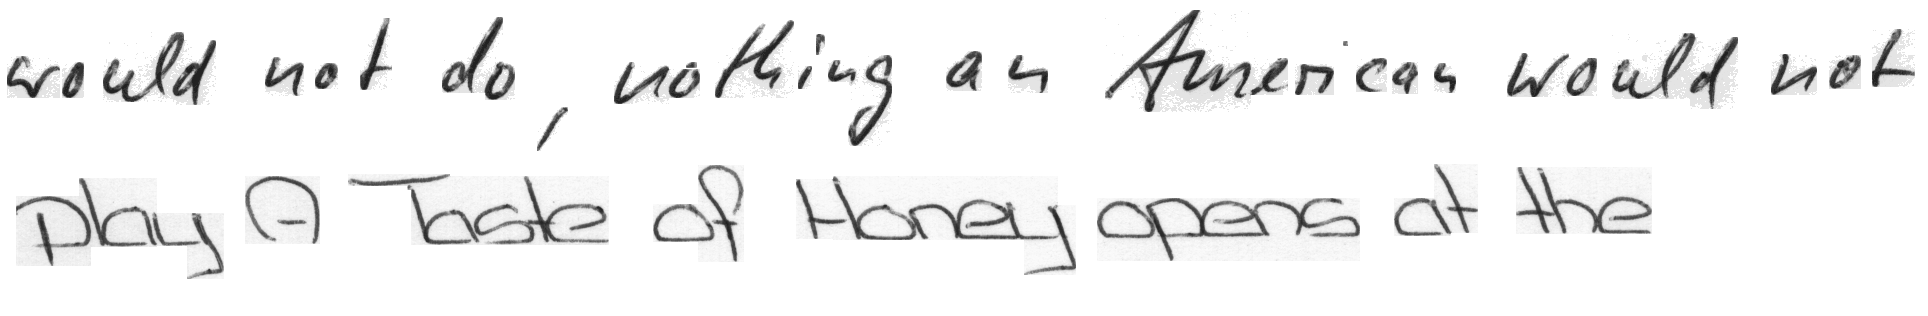 would not do, nothing an American would not
play A Taste of Honey opens at the